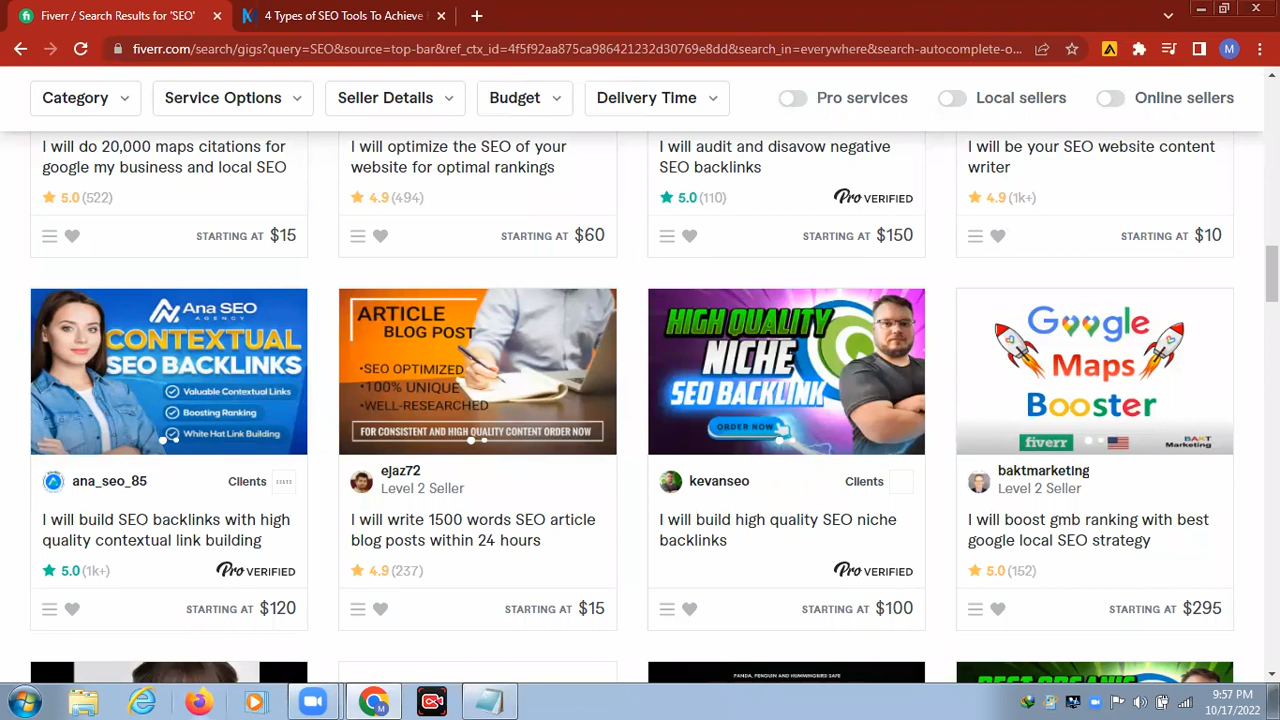 Fiverr / Search Results for 'SEO'
4 Types of SEO Tools To Achieve
fiverr.com/search/gigs?query=SEO&source=top-bar&ref_ctx_id=4f5f92aa875ca986421232d30769e8dd&search_in=everywhere&search-autocomplete-o...
M
Category
Service Options
Seller Details
Budget
Delivery Time
Pro services
Local sellers
Online sellers
I will do 20,000 maps citations for
google my business and local SEO
5.0 (522)
STARTING AT $15
I will optimize the SEO of your
website for optimal rankings
4.9 (494)
STARTING AT $60
I will audit and disavow negative
SEO backlinks
5.0 (110)
Pro VERIFIED
STARTING AT $150
I will be your SEO website content
writer
4.9 (1k+)
STARTING AT $10
Ana SEO
AGENCY
CONTEXTUAL
SEO BACKLINKS
Valuable Contextual Links
Boosting Ranking
White Hat Link Building
ana_seo_85
Clients
I will build SEO backlinks with high
quality contextual link building
5.0 (1k+)
Pro VERIFIED
STARTING AT $120
ARTICLE
BLOG POST
•SEO OPTIMIZED
•100% UNIQUE
•WELL-RESEARCHED
FOR CONSISTENT AND HIGH QUALITY CONTENT ORDER NOW
ejaz72
Level 2 Seller
I will write 1500 words SEO article
blog posts within 24 hours
4.9 (237)
STARTING AT $15
HIGH QUALITY
NICHE
SEO BACKLINK
ORDER NOW
kevanseo
Clients
I will build high quality SEO niche
backlinks
Pro VERIFIED
STARTING AT $100
Google
Maps
Booster
fiverr
BAKT
Marketing
baktmarketing
Level 2 Seller
I will boost gmb ranking with best
google local SEO strategy
5.0 (152)
STARTING AT $295
PANDA, PENGUIN AND HUMMINGBIRD SAFE
BEST ORGANIC
9:57 PM
10/17/2022